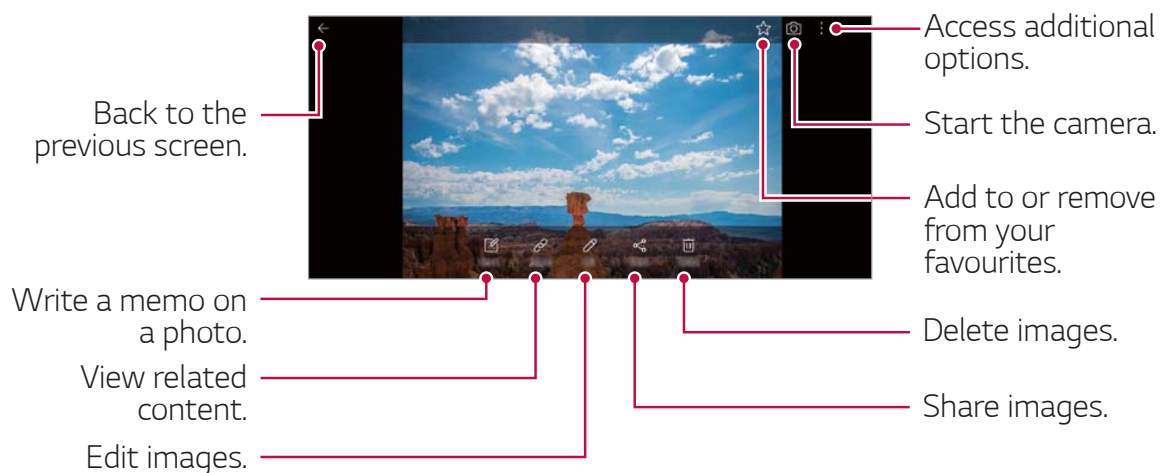 Access additional
options.
Back to the
previous screen.
Start the camera.
Add to or remove
from your
favourites.
Write a memo on
a photo.
Delete images.
View related
content.
Share images.
Edit images.